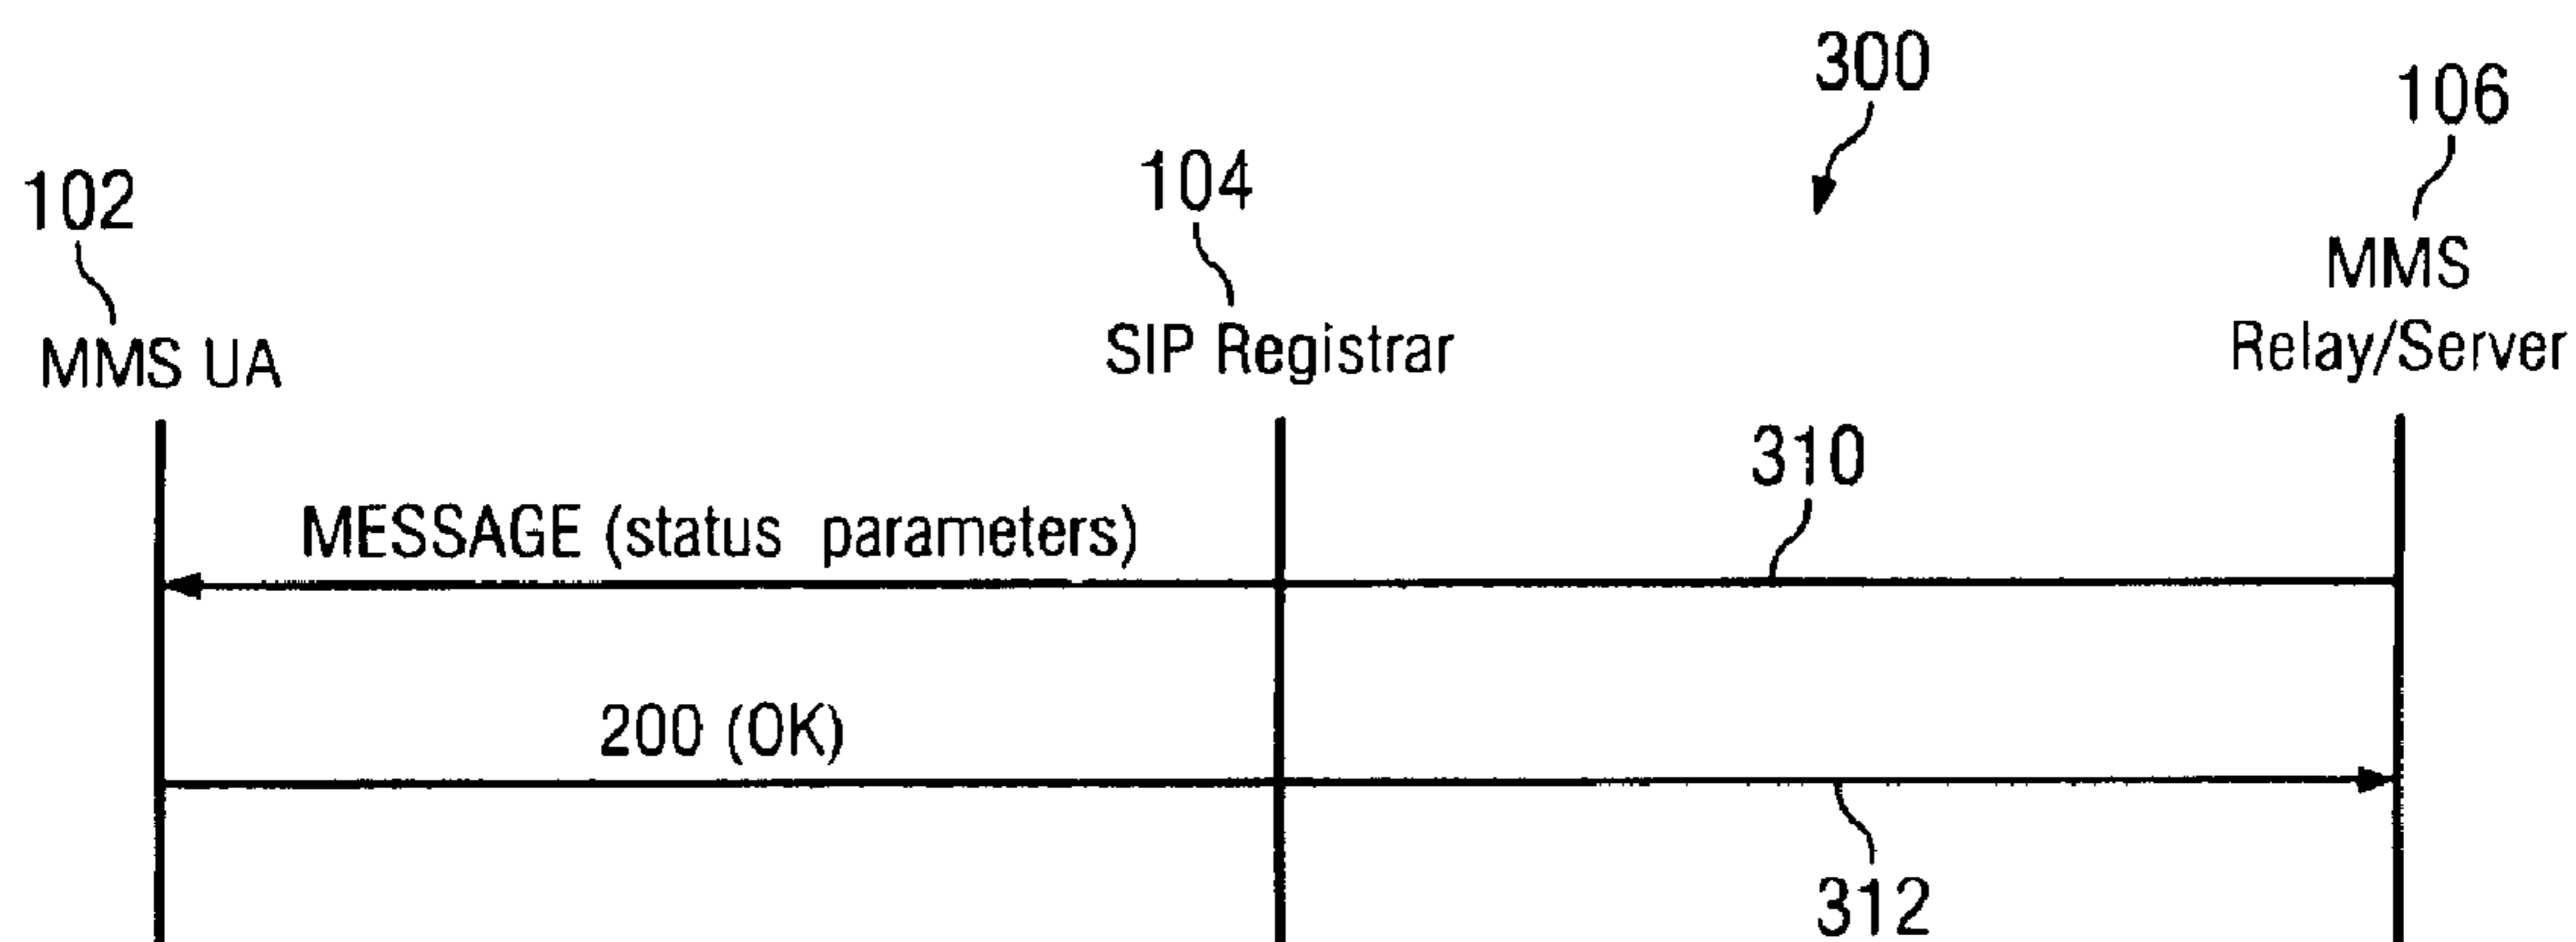 300
106
104
102
MMS
Relay/Server
SIP Registrar
MMS UA
310
MESSAGE (status parameters)
200 (OK)
312